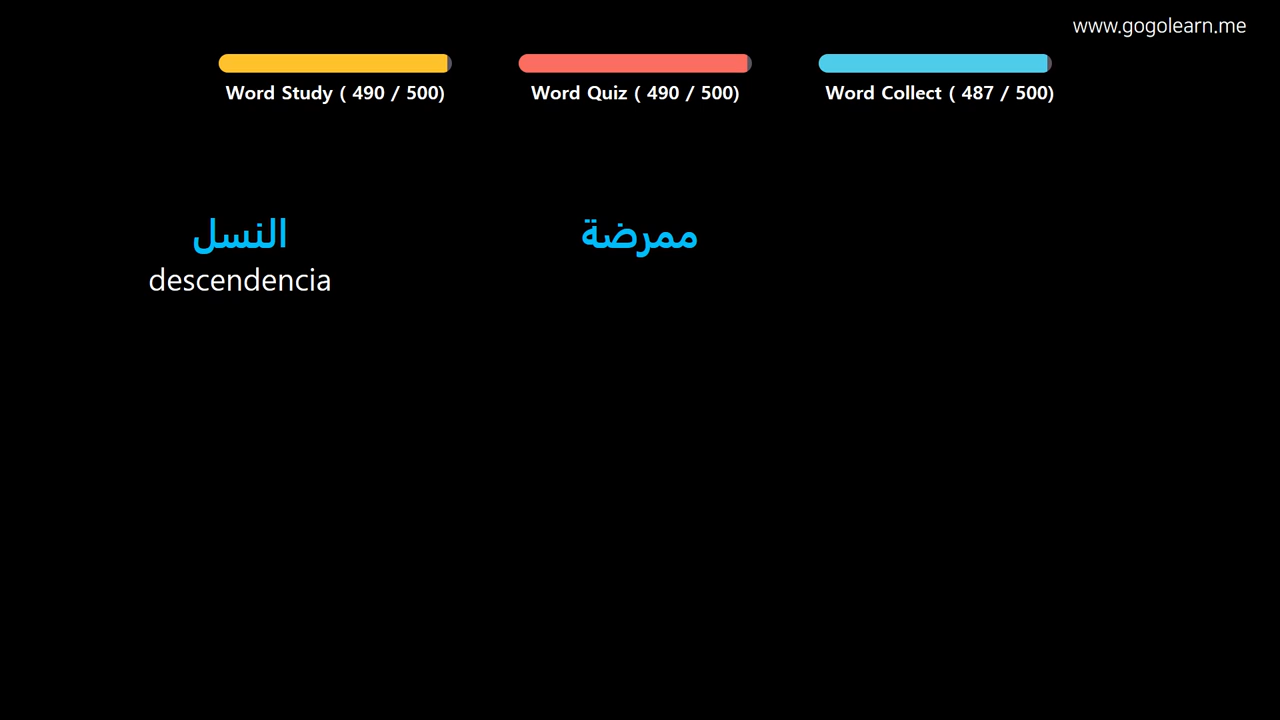 www.gogolearn.me
Word Study ( 490 / 500)
Word Quiz ( 490 / 500)
Word Collect ( 487 / 500)
النسل
descendencia
ممرضة